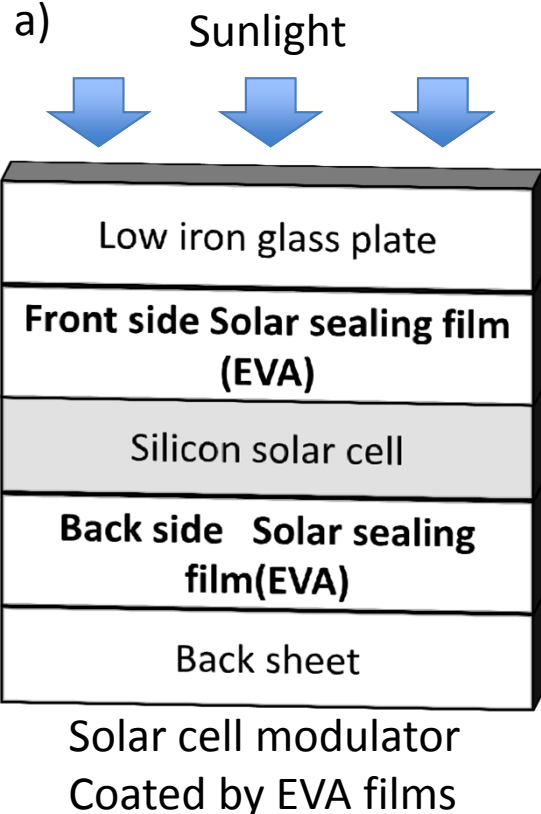 a)
Sunlight
Low iron glass plate
Front side Solar sealing film
(EVA)
Silicon solar cell
Back side Solar sealing
film(EVA)
Back sheet
Solar cell modulator
Coated by EVA films